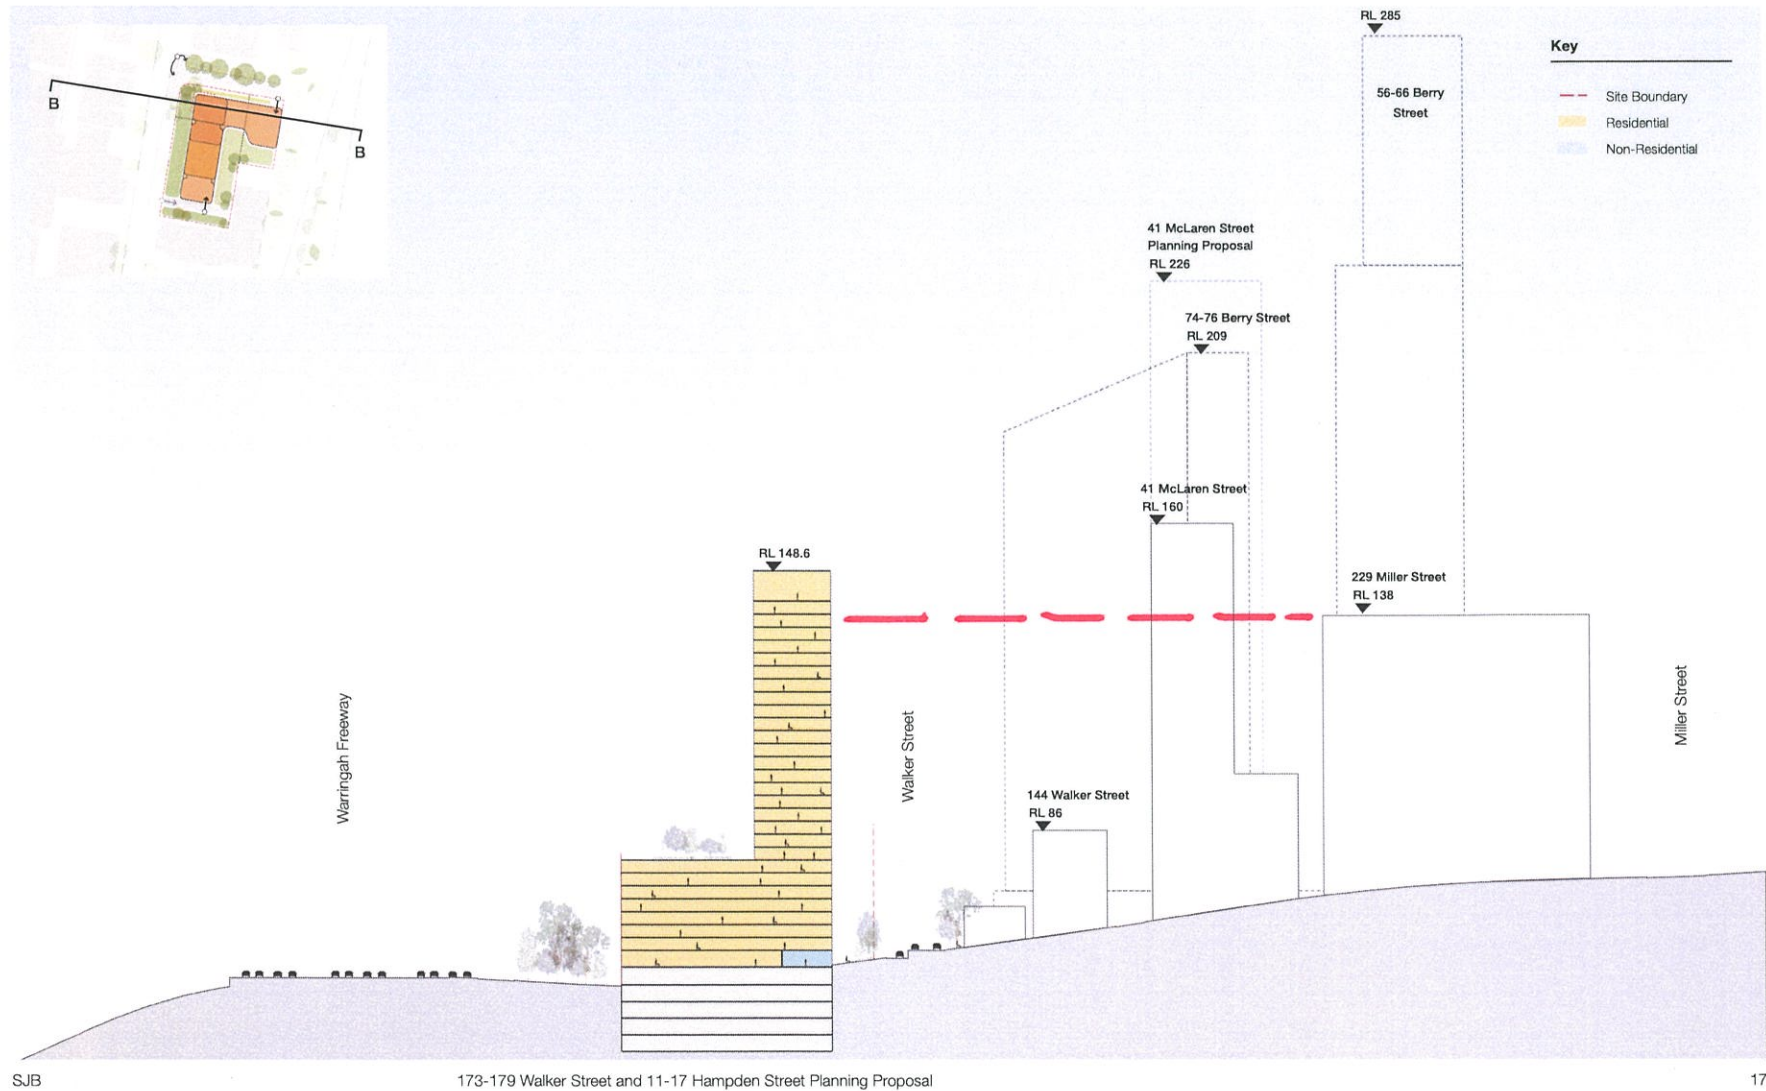 RL 285
Key
Site Boundary
Residential
Non-Residential
56-66 Berry
Street
B
B
41 McLaren Street
Planning Proposal
RL 226
74-76 Berry Street
RL 209
41 McLaren Street
RL 160
RL 148.6
229 Miller Street
RL 138
Warringah Freeway
Walker Street
Miller Street
144 Walker Street
RL 86
SJB
173-179 Walker Street and 11-17 Hampden Street Planning Proposal
17